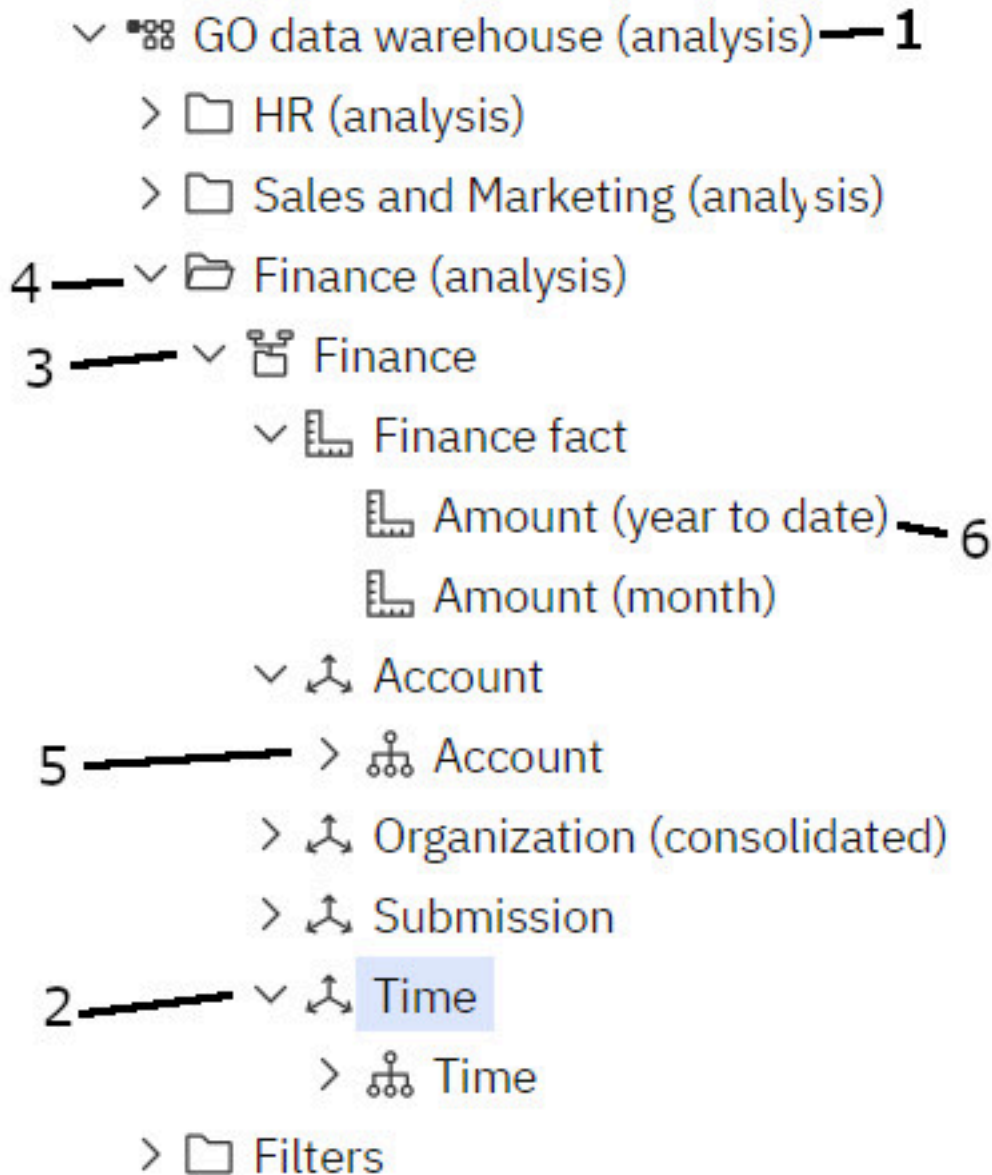 GO data warehouse (analysis) 1
HR (analysis)
Sales and Marketing (analysis)
4 Finance (analysis)
3 Finance
Finance fact
Amount (year to date) 6
Amount (month)
Account
5 Account
Organization (consolidated)
Submission
2 Time
Time
Filters